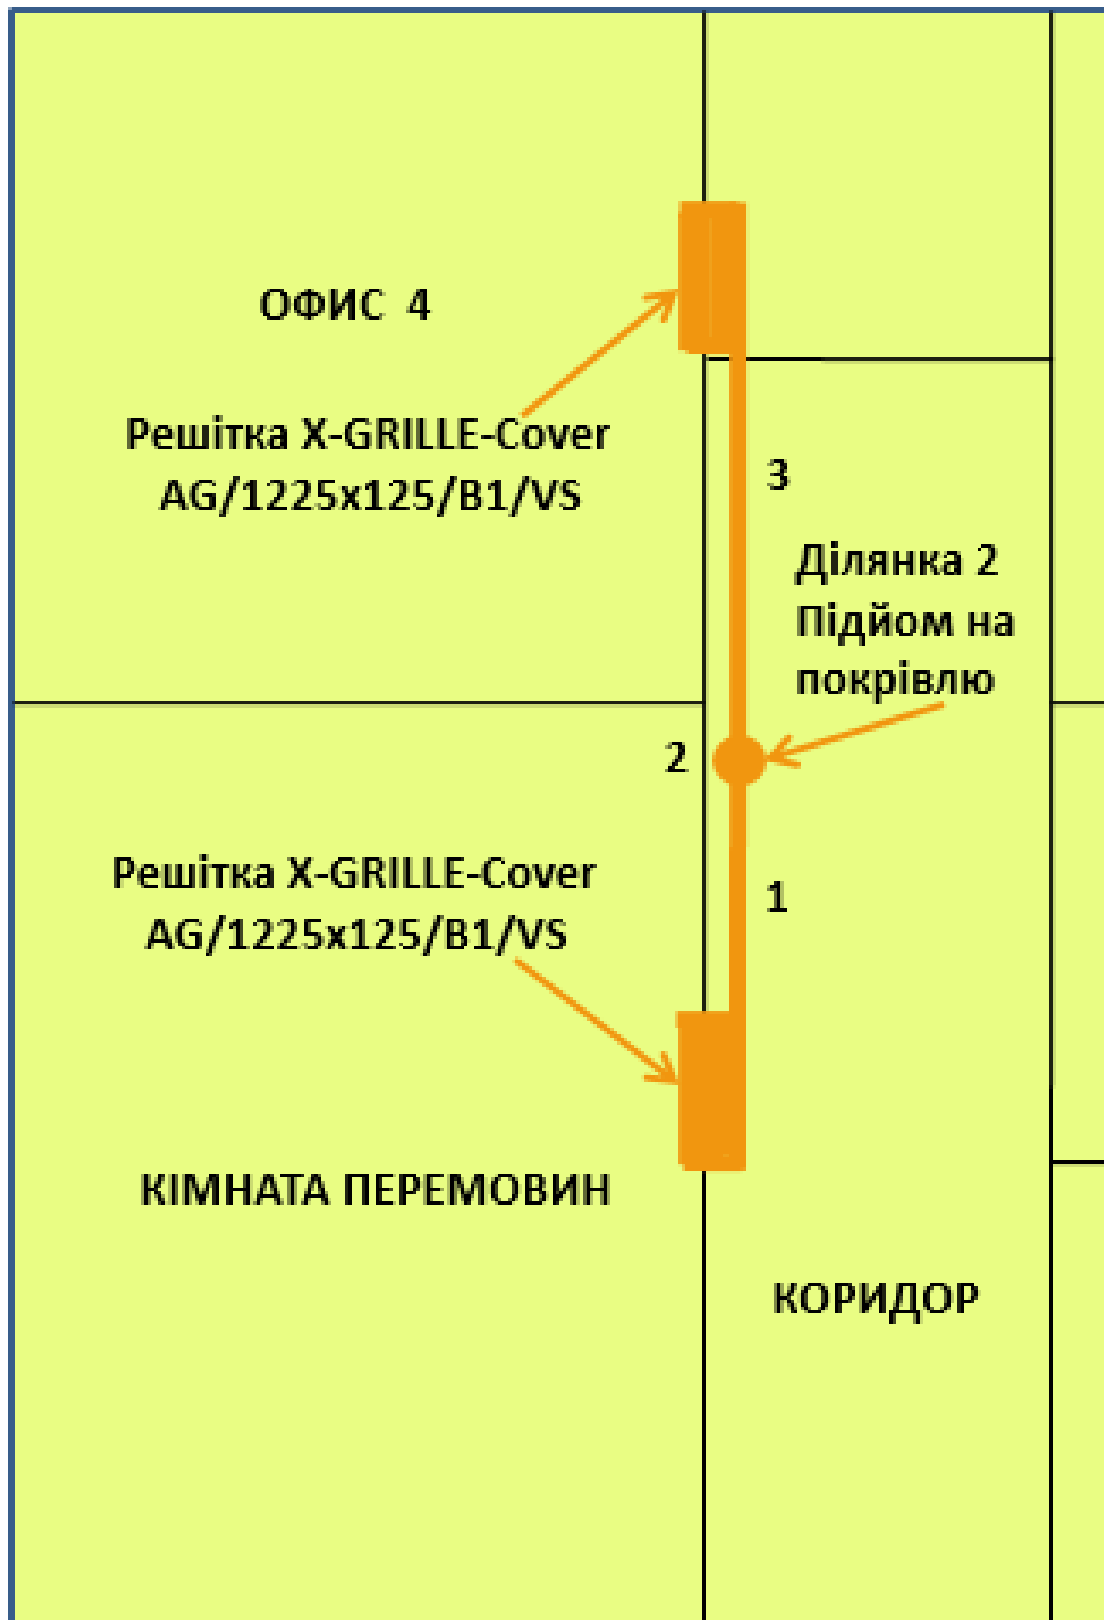 ОФИС 4
Решітка X-GRILLE-Cover
AG/1225x125/B1/VS
3
Ділянка 2
Підйом на
покрівлю
2
Решітка X-GRILLE-Cover
AG/1225x125/B1/VS
1
КІМНАТА ПЕРЕМОВИН
КОРИДОР